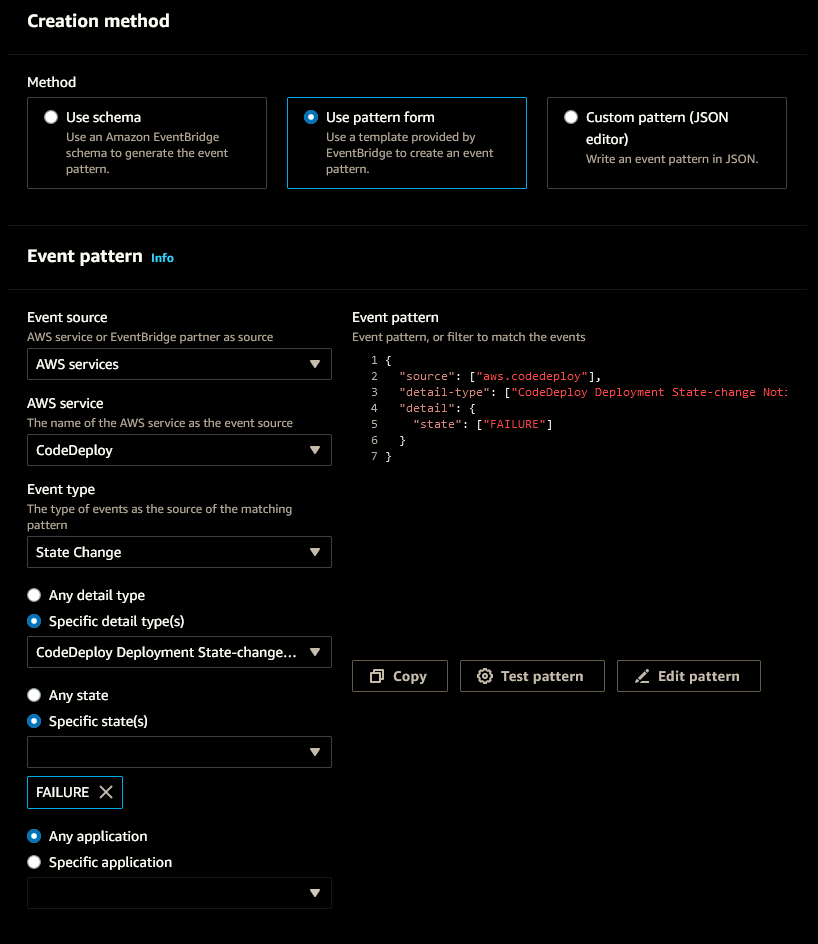 Creation method
Method
Use schema
Use an Amazon EventBridge
schema to generate the event
pattern.
Use pattern form
Use a template provided by
EventBridge to create an event
pattern.
Custom pattern (JSON
editor)
Write an event pattern in JSON.
Event pattern Info
Event source
AWS service or EventBridge partner as source
AWS services
AWS service
The name of the AWS service as the event source
CodeDeploy
Event type
The type of events as the source of the matching
pattern
State Change
Any detail type
Specific detail type(s)
CodeDeploy Deployment State-change...
Any state
Specific state(s)
FAILURE
Any application
Specific application
Event pattern
Event pattern, or filter to match the events
1 {
2 "source": ["aws.codedeploy"],
3 "detail-type": ["CodeDeploy Deployment State-change Noti
4 "detail": {
5 "state": ["FAILURE"]
6 }
7 }
Copy
Test pattern
Edit pattern